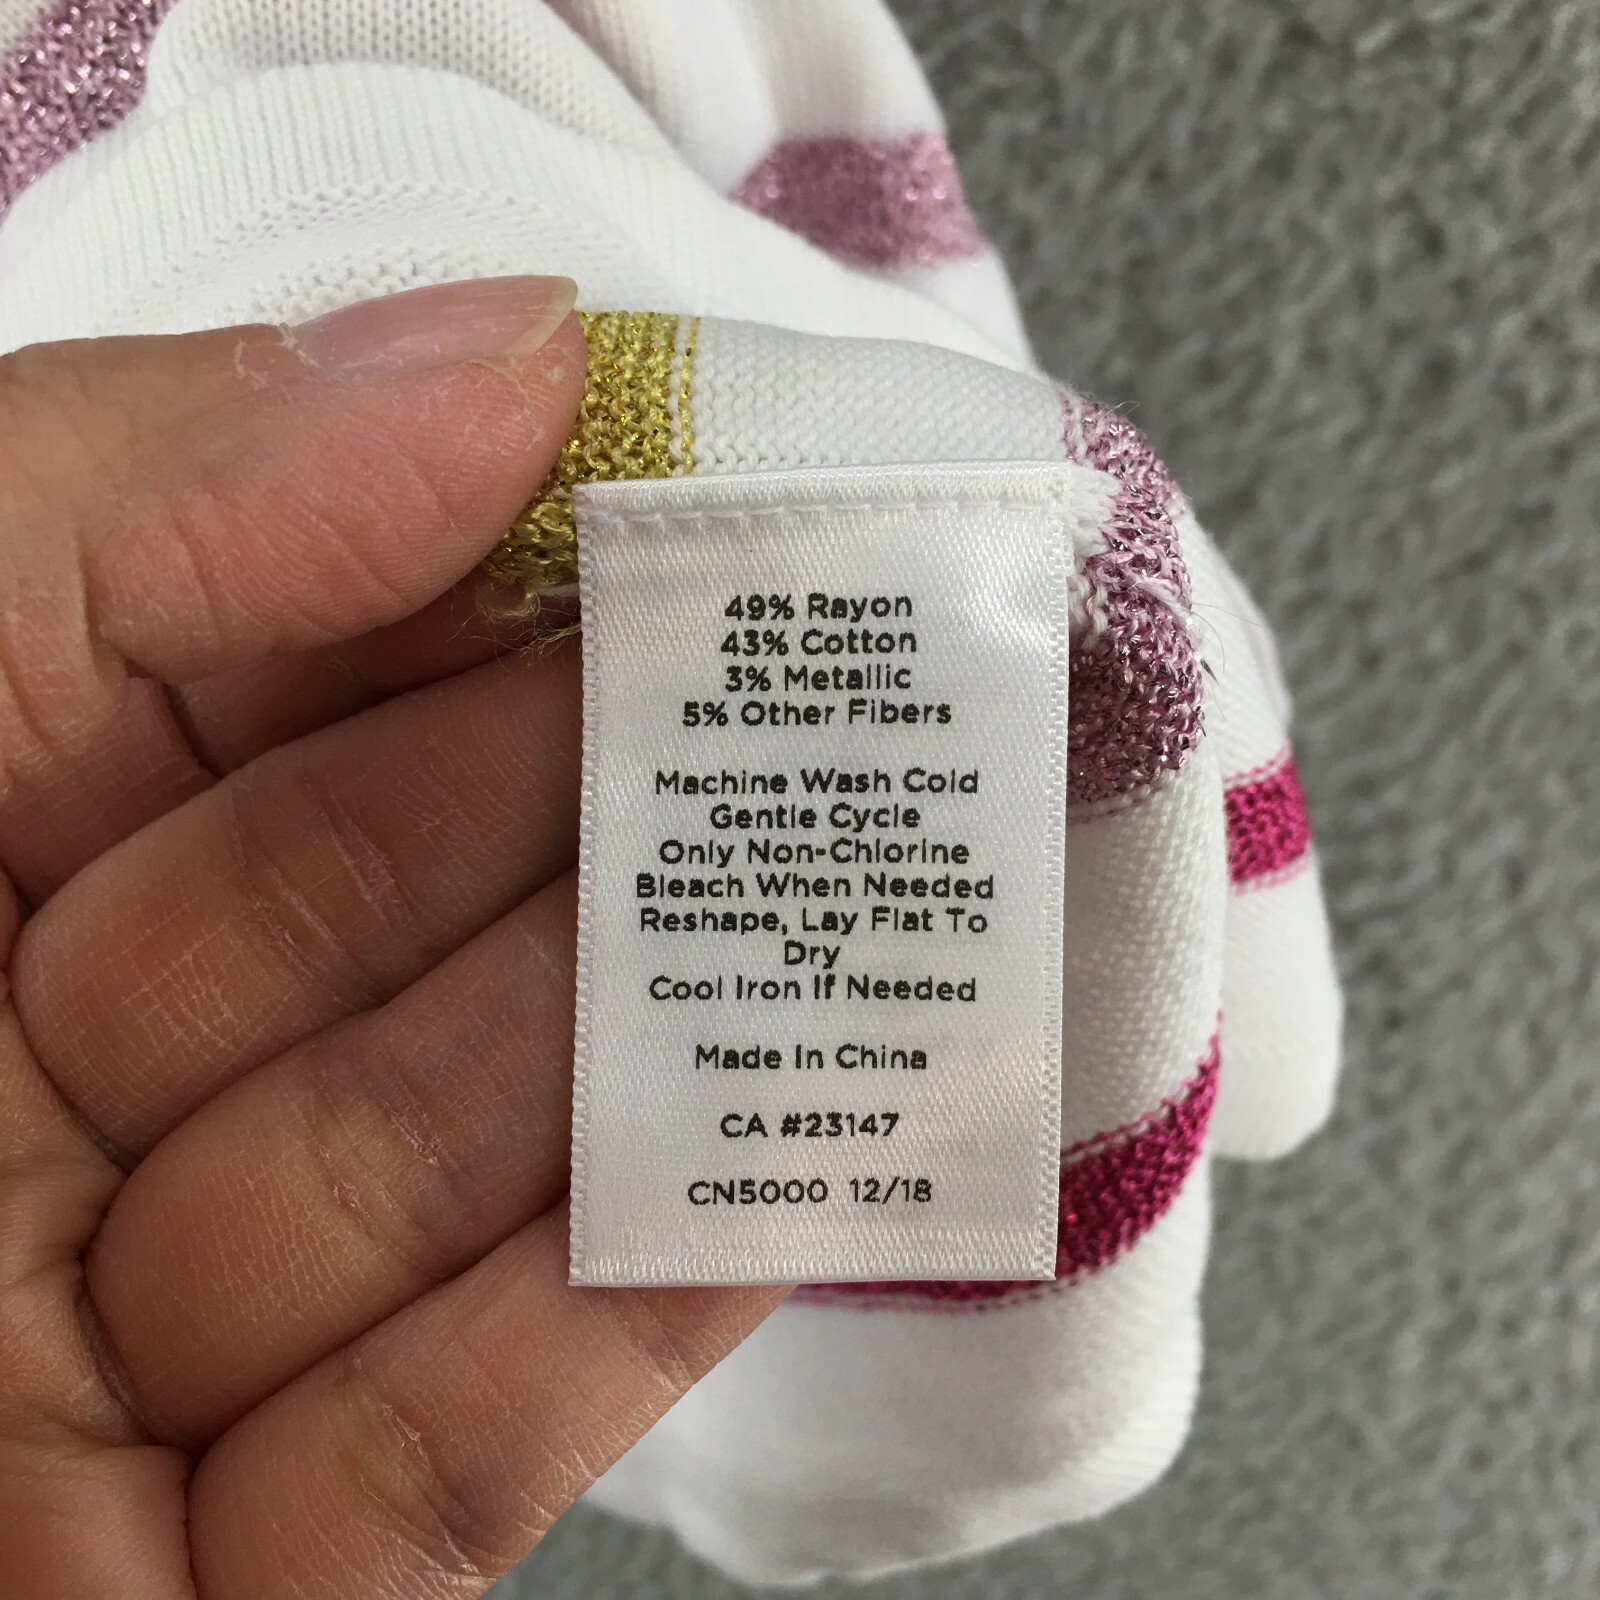 49% Rayon
43% Cotton
3% Metallic
5% Other Fibers
Machine Wash Cold
Gentle Cycle
Only Non-Chlorine
Bleach When Needed
Reshape, Lay Flat To
Dry
Cool Iron If Needed
Made In China
CA #23147
CN5000 12/18